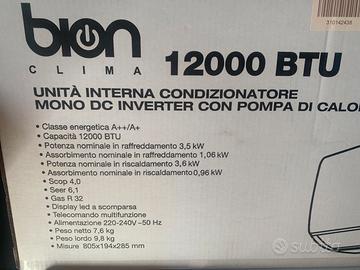 310142438
bion
CLIMA
12000 BTU
UNITÀ INTERNA CONDIZIONATORE
MONO DC INVERTER CON POMPA DI CALO
• Classe energetica A++/A+
• Capacità 12000 BTU
• Potenza nominale in raffreddamento 3,5 kW
• Assorbimento nominale in raffreddamento 1,06 kW
• Potenza nominale in riscaldamento 3,6 kW
• Assorbimento nominale in riscaldamento 0,96 kW
• Scop 4,0
• Seer 6,1
• Gas R 32
• Display led a scomparsa
• Telecomando multifunzione
• Alimentazione 220-240V~50 Hz
• Peso netto 7,6 kg
• Peso lordo 9,8 kg
• Misure 805x194x285 mm
subito